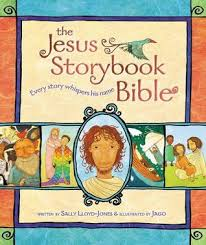 the
Jesus
Storybook
Bible
Every story whispers his name
WRITTEN BY SALLY LLOYD-JONES & ILLUSTRATED BY JAGO